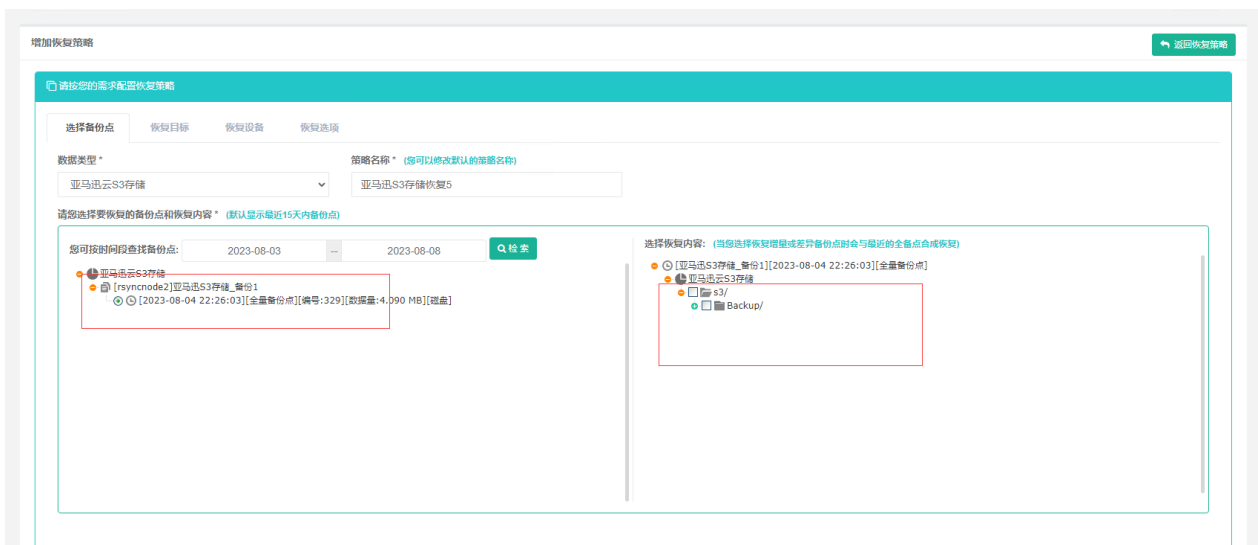 增加恢复策略
返回恢复策略
请按您的需求配置恢复策略
选择备份点 恢复目标 恢复设备 恢复选项
数据类型 * 策略名称 * (您可以修改默认的策略名称)
亚马迅云S3存储 亚马迅S3存储恢复5
请您选择要恢复的备份点和恢复内容 * (默认显示最近15天内备份点)
您可按时间段查找备份点: 2023-08-03 -- 2023-08-08 检 索
亚马迅云S3存储
[rsyncnode2]亚马迅S3存储_备份1
[2023-08-04 22:26:03][全量备份点][编号:329][数据量:4.090 MB][磁盘]
选择恢复内容: (当您选择恢复增量或差异备份点时会与最近的全备点合成恢复)
[亚马迅S3存储_备份1][2023-08-04 22:26:03][全量备份点]
亚马迅云S3存储
s3/
Backup/